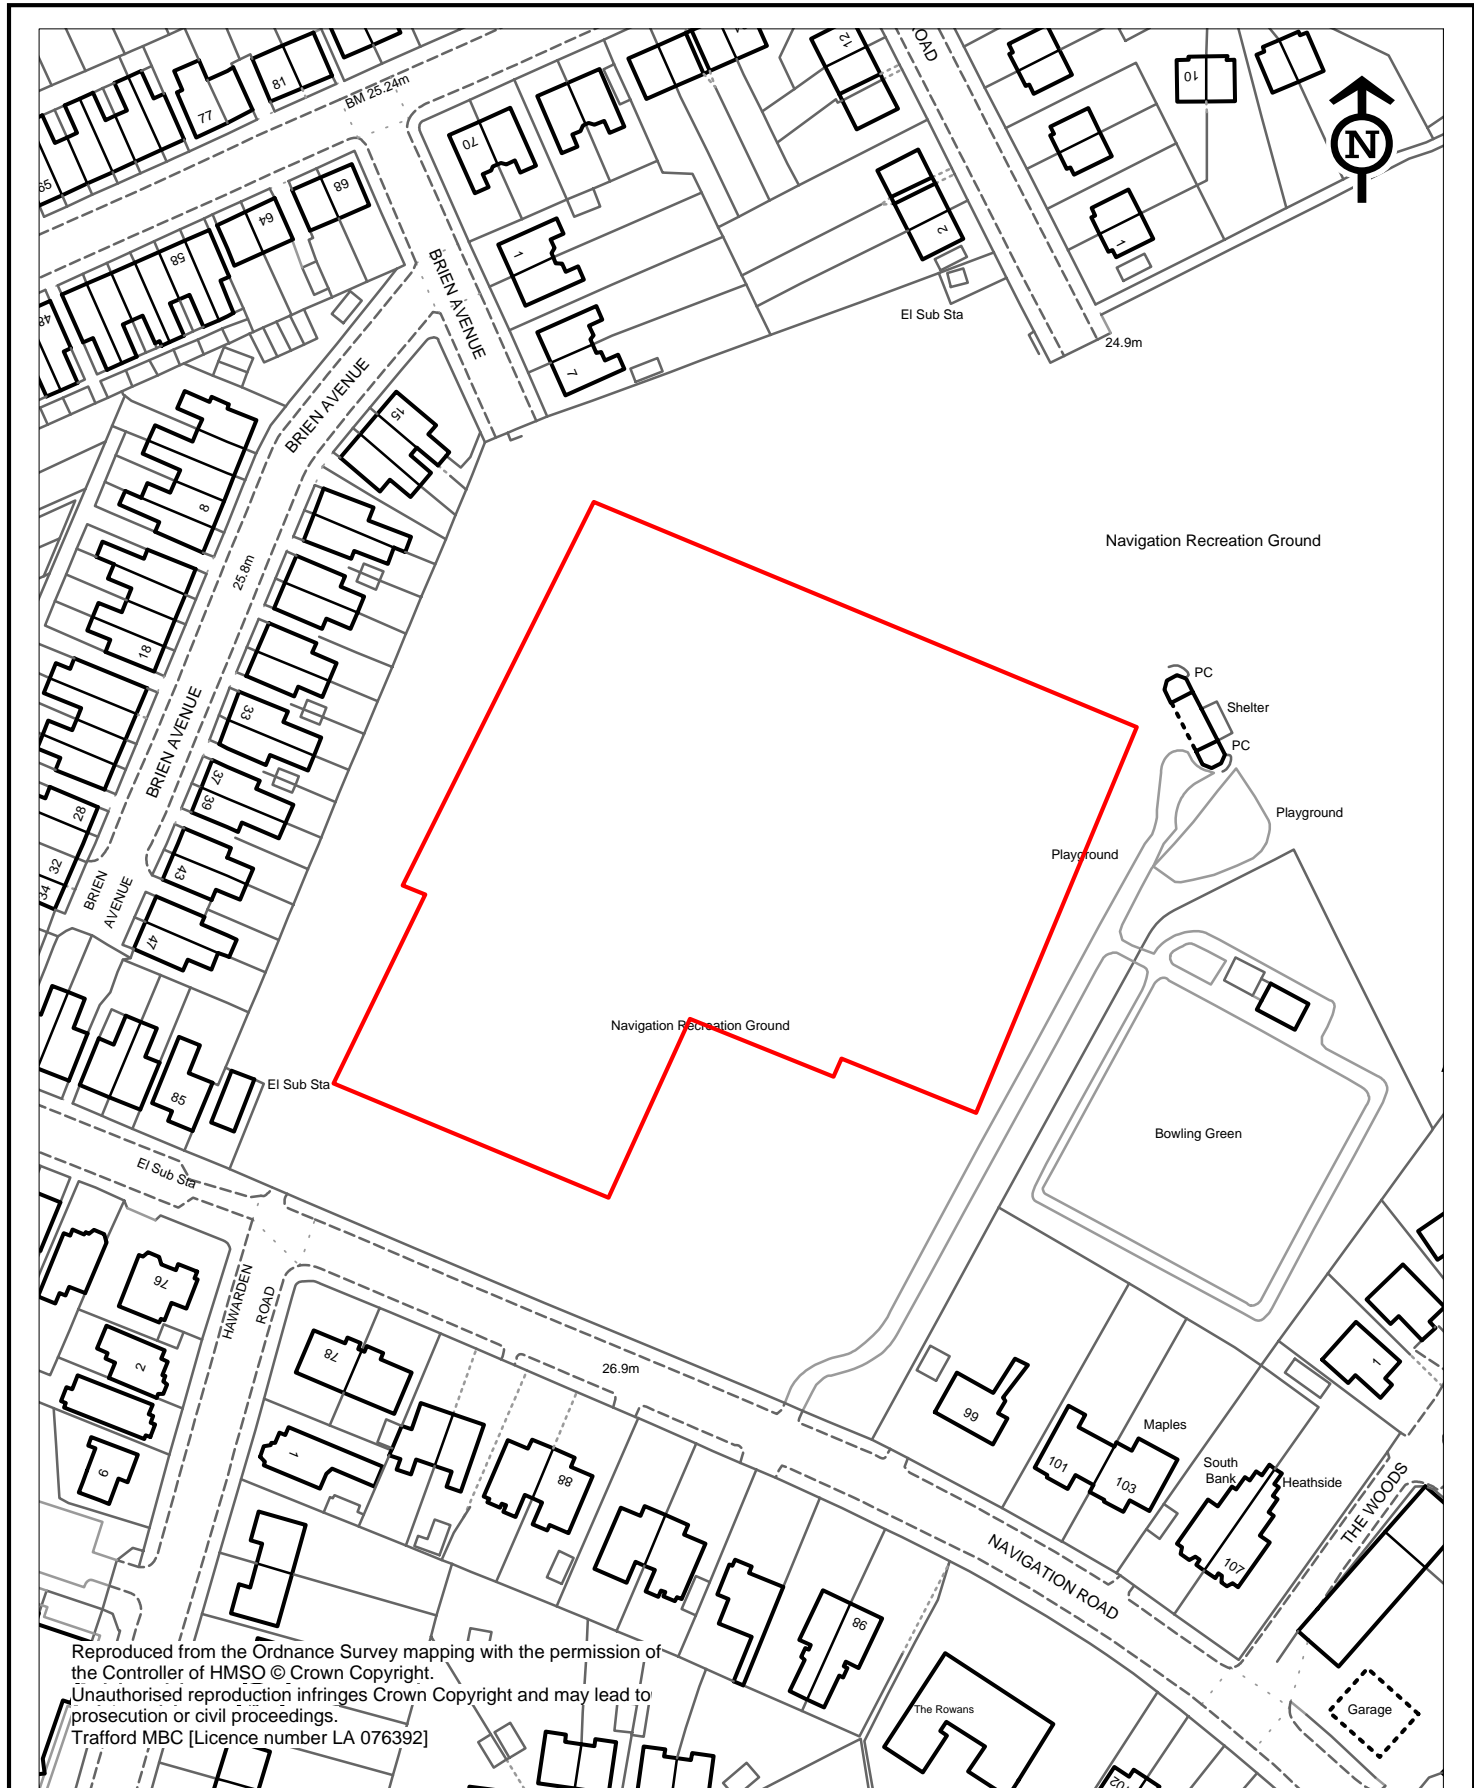 81
77
65
BM 25.24m
70
12
OAD
10
N
68
64
58
48
BRIEN AVENUE
1
7
2
1
El Sub Sta
24.9m
BRIEN AVENUE
15
8
25.8m
18
Navigation Recreation Ground
PC
Shelter
PC
BRIEN AVENUE
33
37
39
28
32
34
43
BRIEN
AVENUE
47
Playground
Playground
Navigation Recreation Ground
El Sub Sta
85
Bowling Green
El Sub Sta
76
HAWARDEN
ROAD
2
9
78
1
26.9m
88
99
101
103
Maples
South
Bank
Heathside
107
1
THE WOODS
NAVIGATION ROAD
98
The Rowans
Garage
102
Reproduced from the Ordnance Survey mapping with the permission of
the Controller of HMSO © Crown Copyright.
Unauthorised reproduction infringes Crown Copyright and may lead to
prosecution or civil proceedings.
Trafford MBC [Licence number LA 076392]